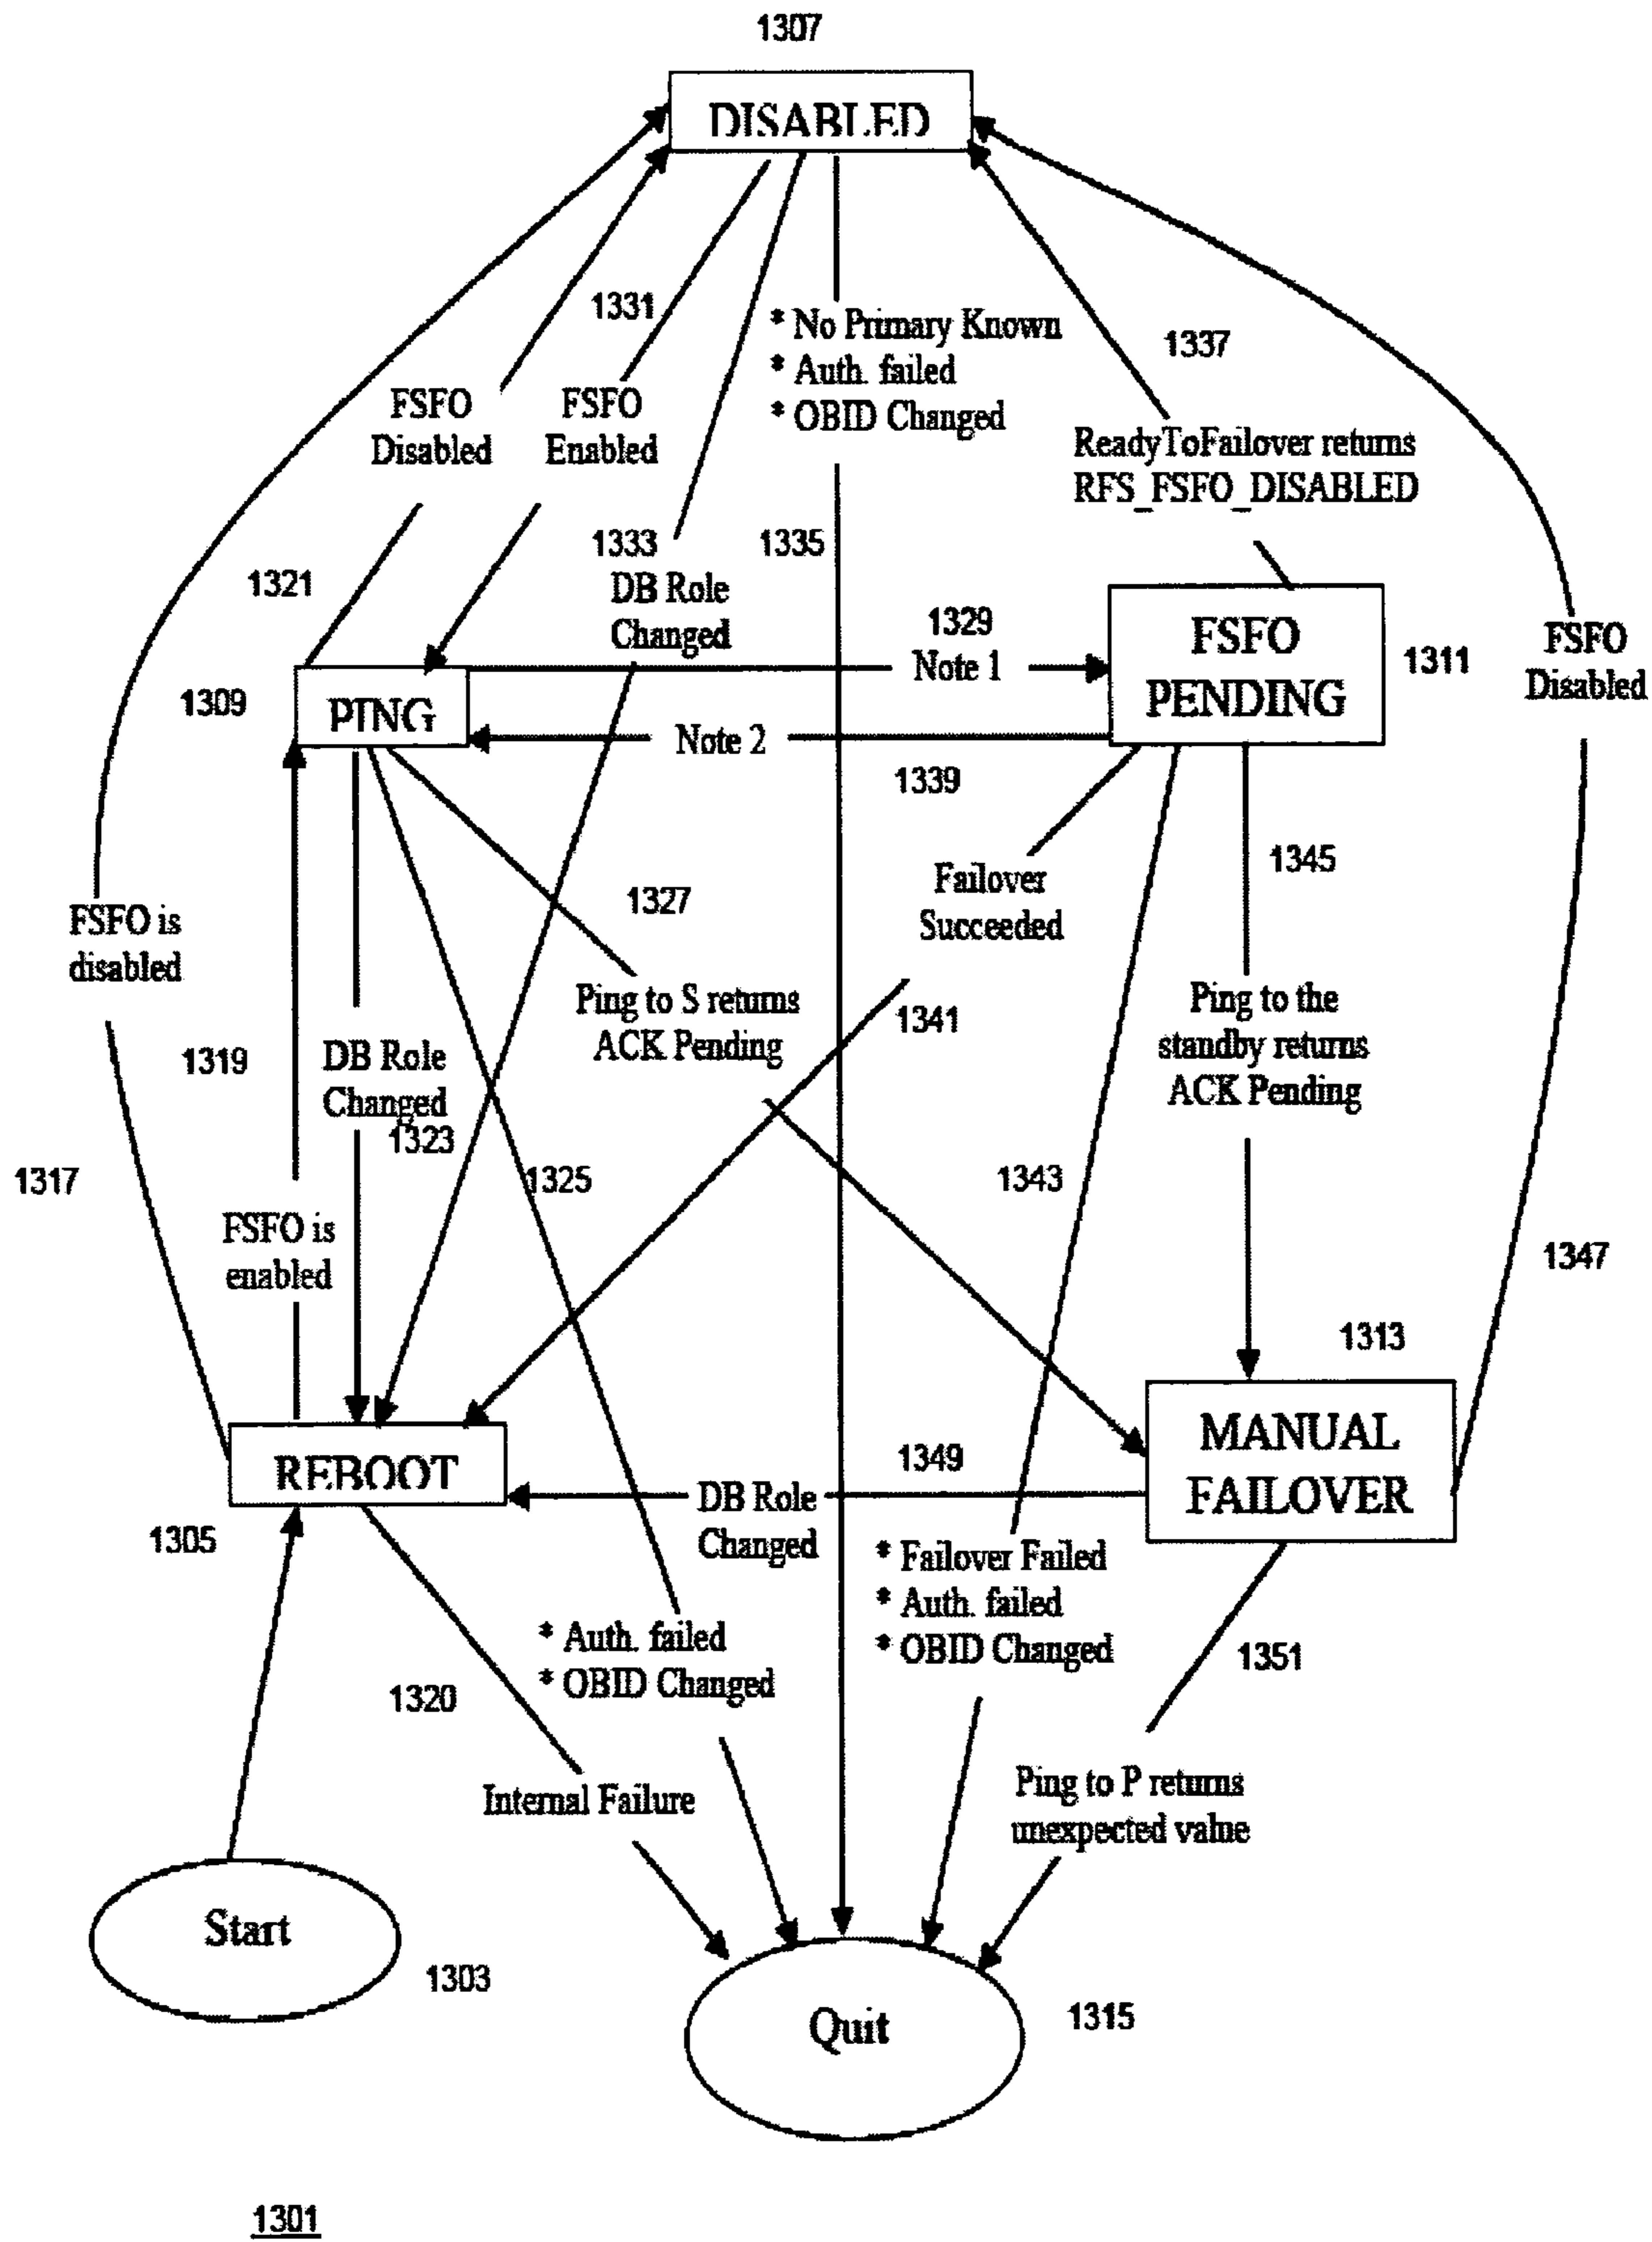 1307
DISABLED
1331
* No Primary Known
* Auth. failed
* OBID Changed
1337
FSFO
Disabled
FSFO
Enabled
ReadyToFailover returns
RFS_FSFO_DISABLED
1333
1335
1321
DB Role
Changed
1329
Note 1
FSFO
PENDING
1311
FSFO
Disabled
1309
PING
Note 2
1339
1345
1327
Failover
Succeeded
FSFO is
disabled
Ping to S returns
ACK Pending
1341
Ping to the
standby returns
ACK Pending
1319
DB Role
Changed
1323
1317
1325
1343
FSFO is
enabled
1347
1313
MANUAL
FAILOVER
1349
REBOOT
DB Role
Changed
1305
* Failover Failed
* Auth. failed
* OBID Changed
* Auth. failed
* OBID Changed
1351
1320
Internal Failure
Ping to P returns
unexpected value
Start
1303
Quit
1315
1301